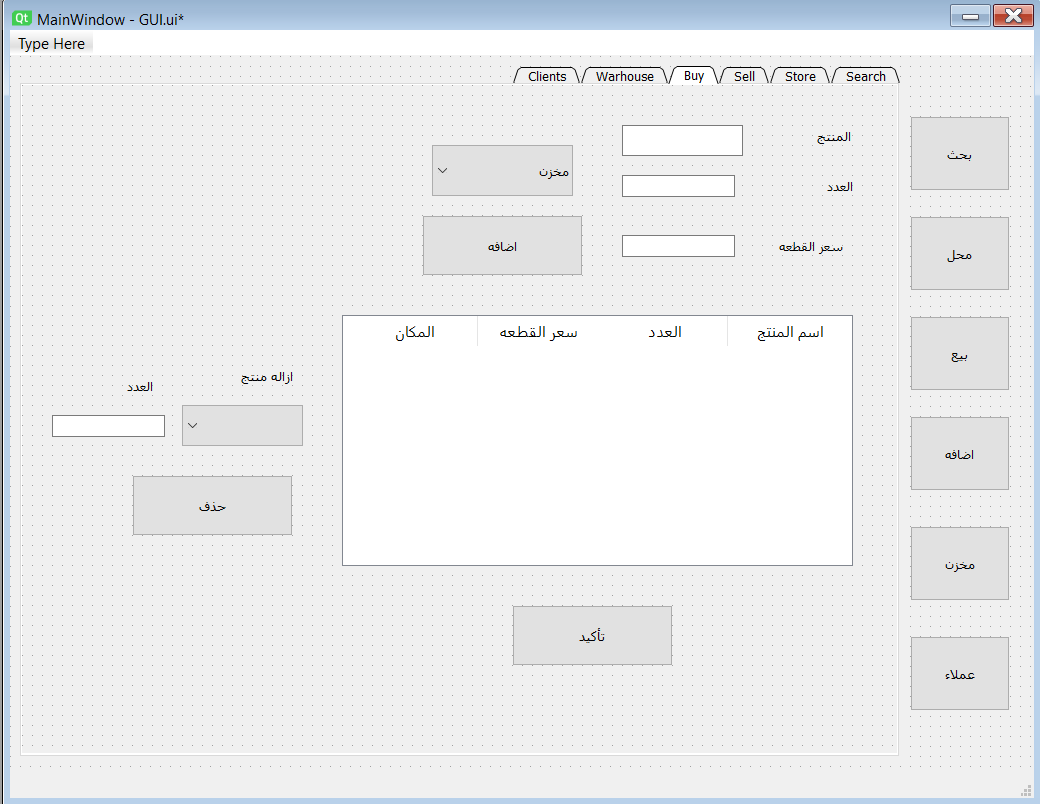 MainWindow - GUI.ui*
Type Here
Clients Warhouse Buy Sell Store Search
المنتج
مخزن
العدد
اضافه
سعر القطعه
اسم المنتج العدد سعر القطعه المكان
ازاله منتج
العدد
حذف
تأكيد
بحث
محل
بيع
اضافه
مخزن
عملاء